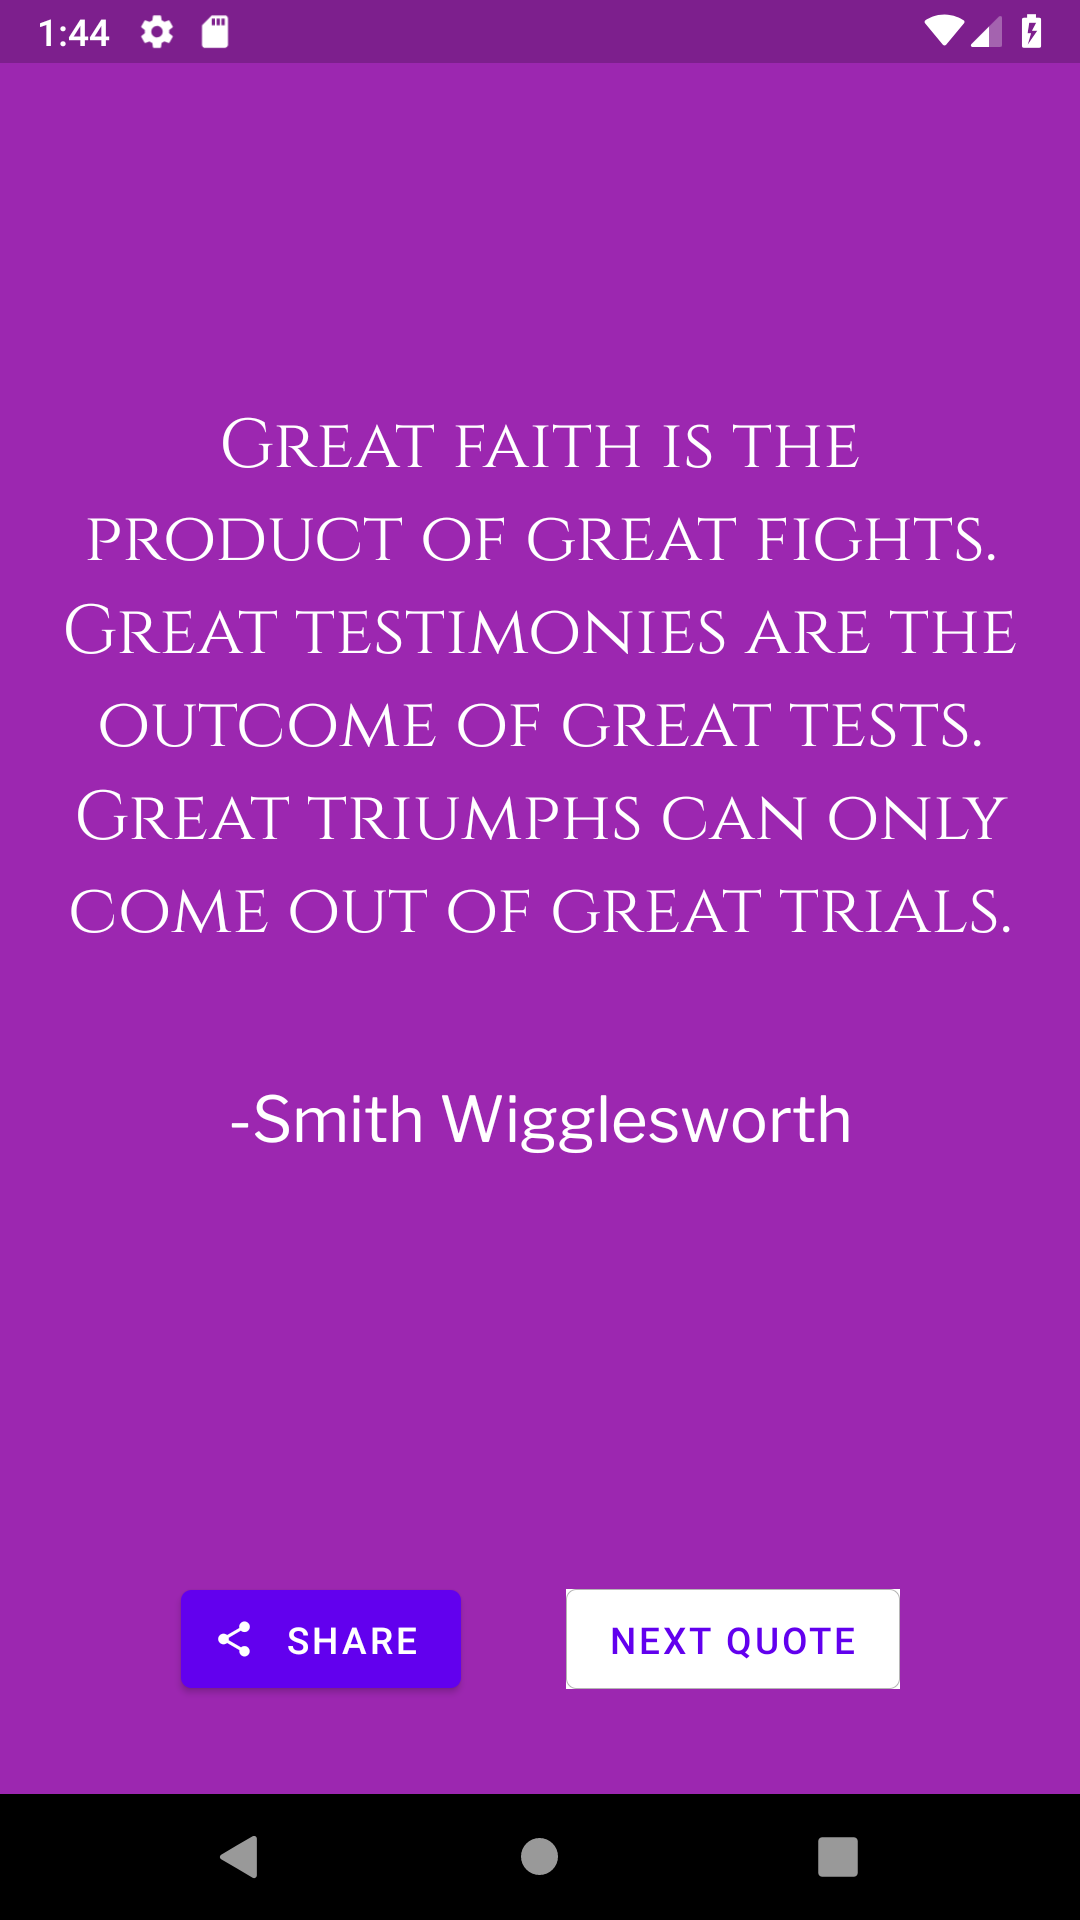 1:44
Great faith is the
product of great fights.
Great testimonies are the
outcome of great tests.
Great triumphs can only
come out of great trials.
-Smith Wigglesworth
SHARE
NEXT QUOTE